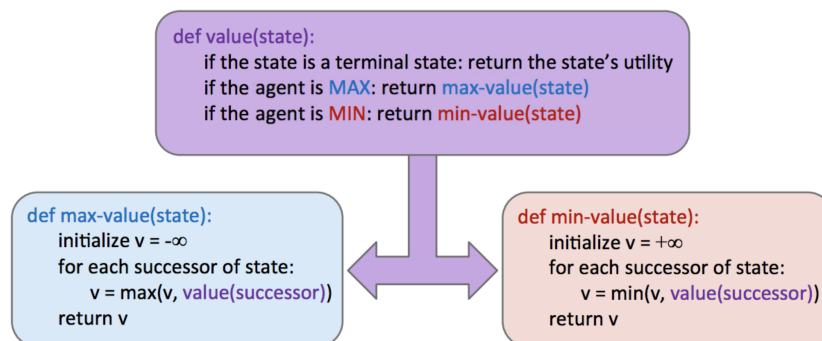 def value(state):
if the state is a terminal state: return the state’s utility
if the agent is MAX: return max-value(state)
if the agent is MIN: return min-value(state)
def max-value(state):
initialize v = -∞
for each successor of state:
v = max(v, value(successor))
return v
def min-value(state):
initialize v = +∞
for each successor of state:
v = min(v, value(successor))
return v